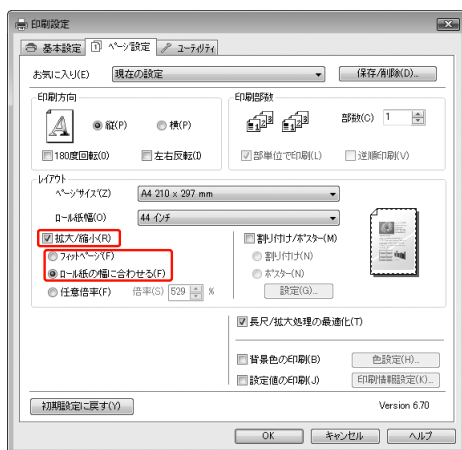 印刷設定
基本設定 ページ設定 ユーティリティ
お気に入り(E) 現在の設定 保存/削除(D)...
印刷方向 印刷部数
縦(P) 横(P) 部数(C) 1
180度回転(0) 左右反転(I) 部単位で印刷(L) 逆順印刷(V)
レイアウト
ページサイズ(Z) A4 210 x 297 mm
ロール紙幅(O) 44 インチ
拡大/縮小(R) 割り付け/ポスター(M)
フィットページ(F) 割り付け(N)
ロール紙の幅に合わせる(F) ポスター(N)
任意倍率(F) 倍率(S) 529 % 設定(G)...
長尺/拡大処理の最適化(T)
背景色の印刷(B) 色設定(H)...
設定値の印刷(J) 印刷情報設定(K)...
初期設定に戻す(Y) Version 6.70
OK キャンセル ヘルプ